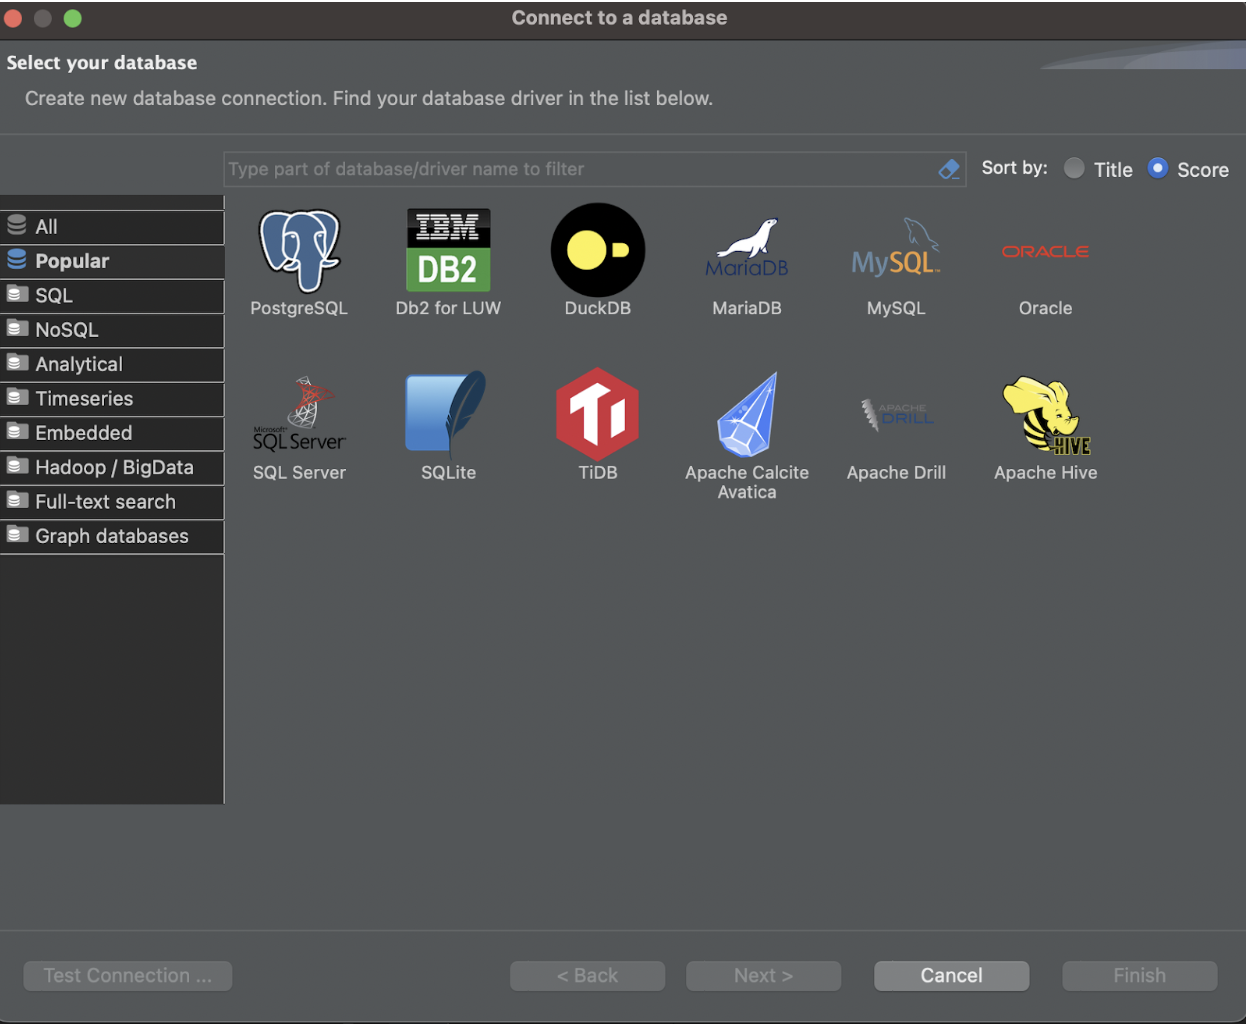 Connect to a database
Select your database
Create new database connection. Find your database driver in the list below.
Type part of database/driver name to filter
Sort by:
Title
Score
All
Popular
SQL
NoSQL
Analytical
Timeseries
Embedded
Hadoop / BigData
Full-text search
Graph databases
IBM
DB2
MariaDB
MySQL™
ORACLE
PostgreSQL
Db2 for LUW
DuckDB
MariaDB
MySQL
Oracle
Microsoft®
SQL Server
Ti
APACHE
DRILL
HIVE
SQL Server
SQLite
TiDB
Apache Calcite
Avatica
Apache Drill
Apache Hive
Test Connection ...
< Back
Next >
Cancel
Finish